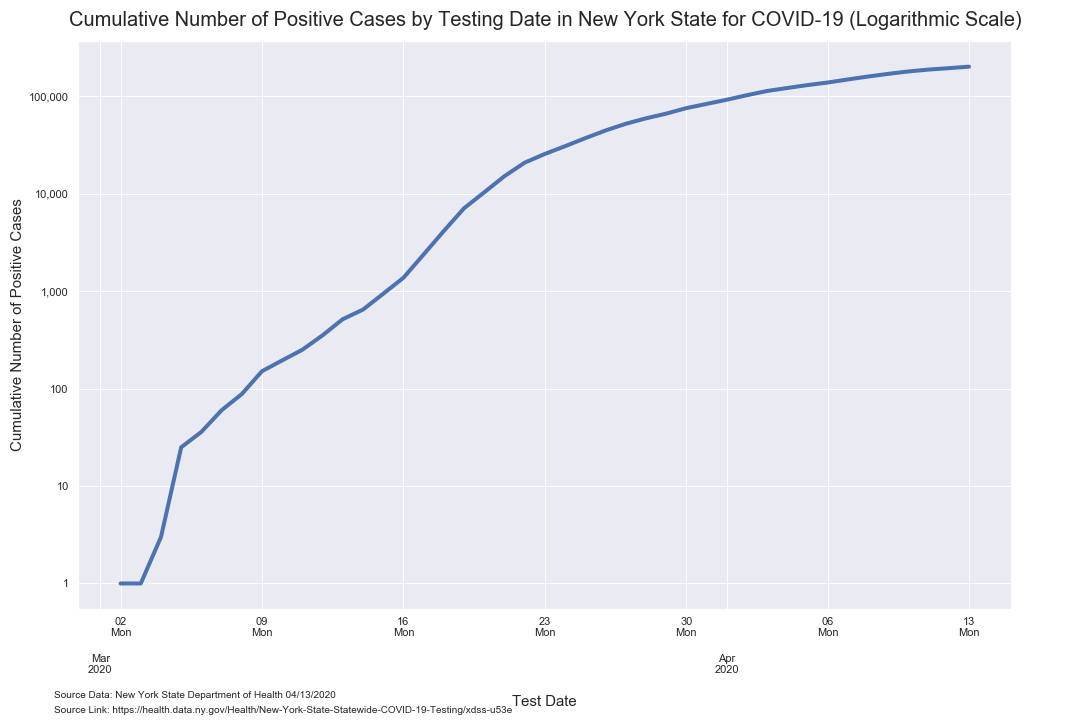 Cumulative Number of Positive Cases by Testing Date in New York State for COVID-19 (Logarithmic Scale)
Cumulative Number of Positive Cases
100,000
10,000
1,000
100
10
1
02 09 16 23 30 06 13
Mon Mon Mon Mon Mon Mon Mon
Mar Apr
2020 2020
Test Date
Source Data: New York State Department of Health 04/13/2020
Source Link: https://health.data.ny.gov/Health/New-York-State-Statewide-COVID-19-Testing/xdss-u53e